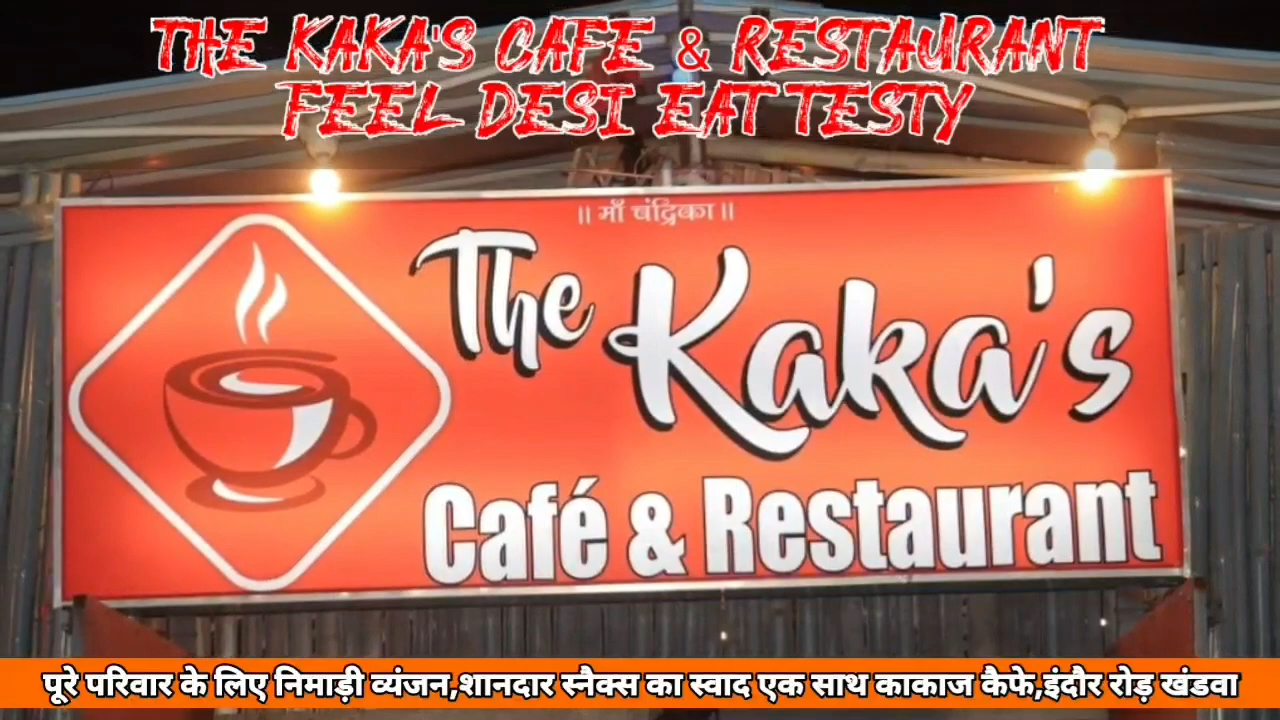 THE KAKA'S CAFE & RESTAURANT
FEEL DESI EAT TESTY
॥ माँ चंद्रिका ॥
The Kaka's
Café & Restaurant
पूरे परिवार के लिए निमाड़ी व्यंजन,शानदार स्नैक्स का स्वाद एक साथ काकाज कैफे,इंदौर रोड़ खंडवा